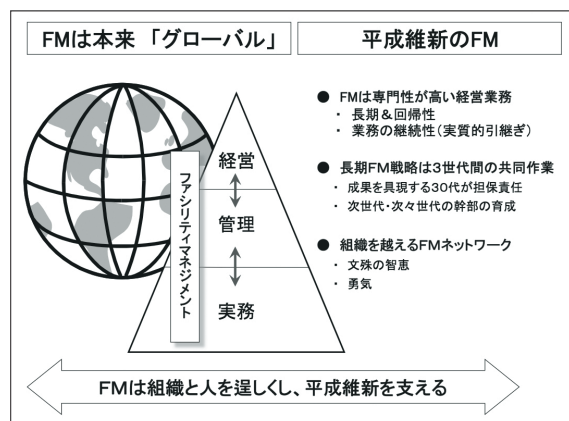 FMは本来 「グローバル」
平成維新のFM
ファシリティマネジメント
経営
管理
実務
● FMは専門性が高い経営業務
・ 長期＆回帰性
・ 業務の継続性（実質的引継ぎ）
● 長期FM戦略は3世代間の共同作業
・ 成果を具現する30代が担保責任
・ 次世代・次々世代の幹部の育成
● 組織を越えるFMネットワーク
・ 文殊の智恵
・ 勇気
FMは組織と人を逞しくし、平成維新を支える